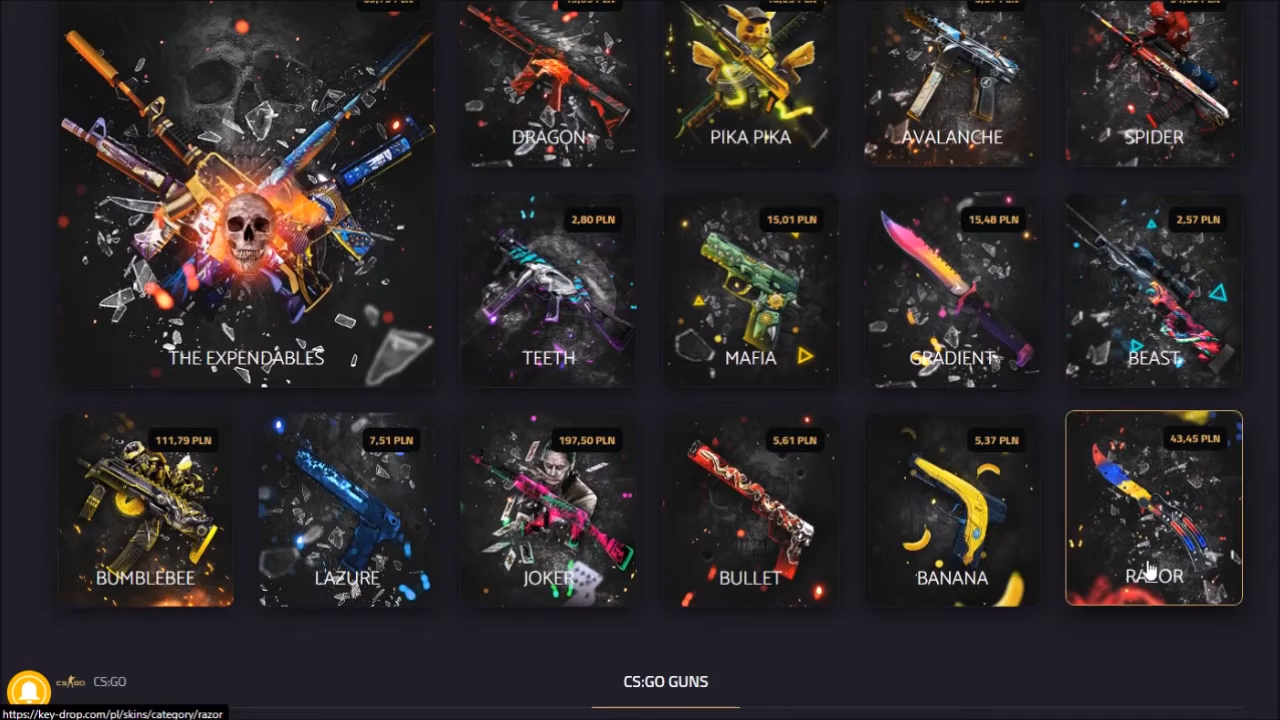 DRAGON
PIKA PIKA
AVALANCHE
SPIDER
THE EXPENDABLES
2,80 PLN
TEETH
15,01 PLN
MAFIA
15,48 PLN
GRADIENT
2,57 PLN
BEAST
111,79 PLN
BUMBLEBEE
7,51 PLN
LAZURE
197,50 PLN
JOKER
5,61 PLN
BULLET
5,37 PLN
BANANA
43,45 PLN
RAZOR
CS:GO
CS:GO
CS:GO GUNS
https://key-drop.com/pl/skins/category/razor